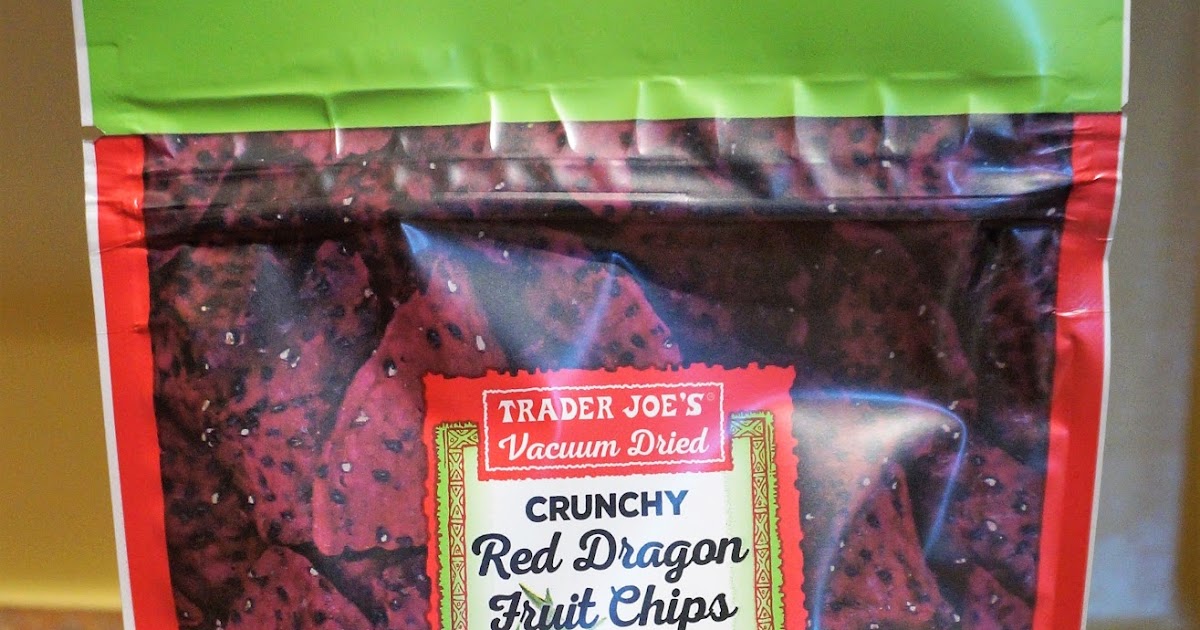 TRADER JOE'S®
Vacuum Dried
CRUNCHY
Red Dragon
Fruit Chips